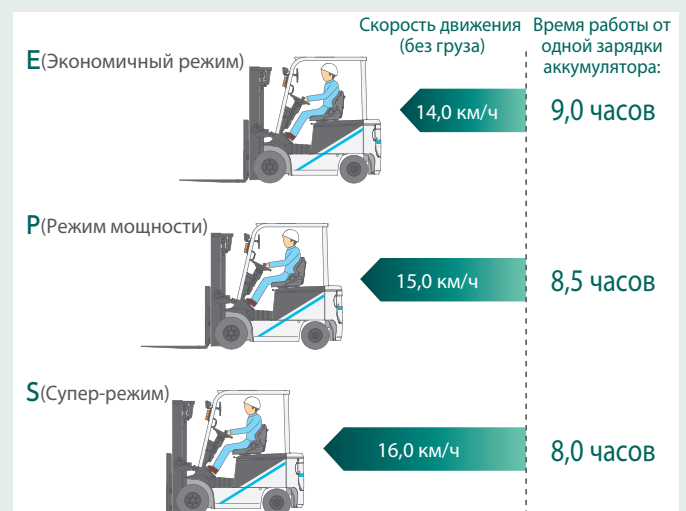 Скорость движения
(без груза)
Время работы от
одной зарядки
аккумулятора:
E(Экономичный режим)
14,0 км/ч
9,0 часов
P(Режим мощности)
15,0 км/ч
8,5 часов
S(Супер-режим)
16,0 км/ч
8,0 часов